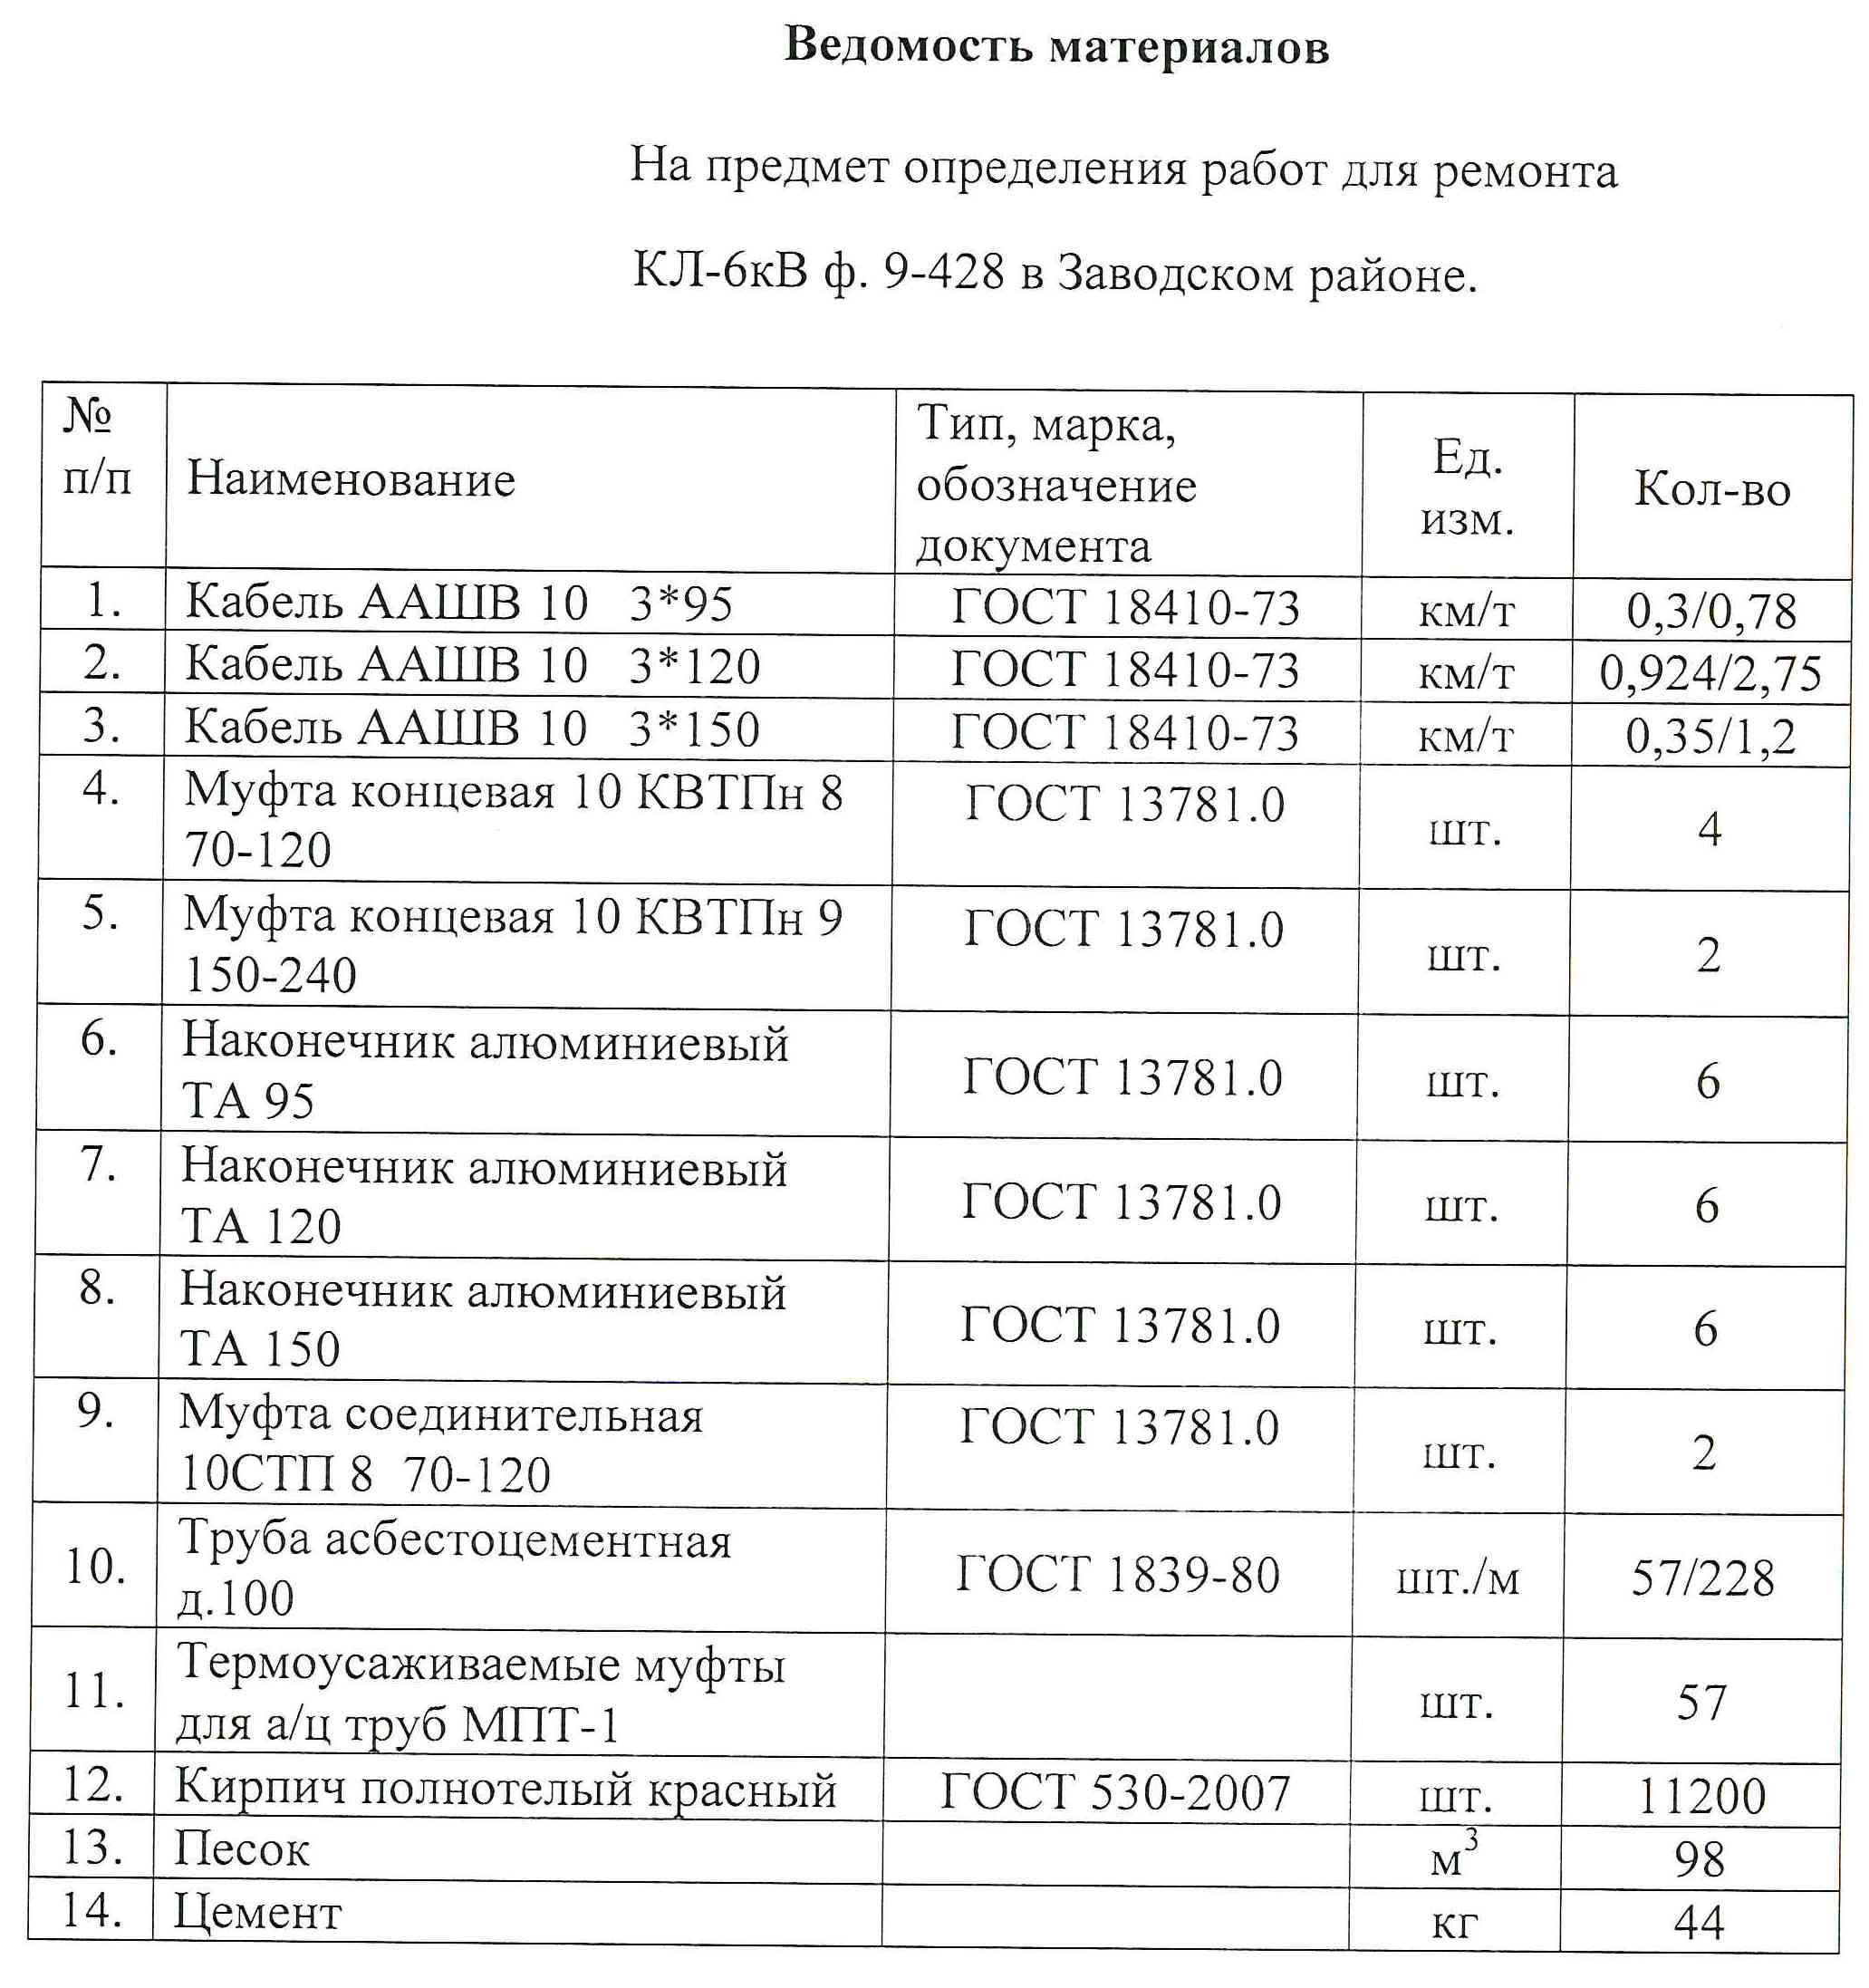 Ведомость материалов
На предмет определения работ для ремонта
КЛ-6кВ ф. 9-428 в Заводском районе.
№ п/п Наименование Тип, марка, обозначение документа Ед. изм. Кол-во
1. Кабель ААШВ 10 3*95 ГОСТ 18410-73 км/т 0,3/0,78
2. Кабель ААШВ 10 3*120 ГОСТ 18410-73 км/т 0,924/2,75
3. Кабель ААШВ 10 3*150 ГОСТ 18410-73 км/т 0,35/1,2
4. Муфта концевая 10 КВТПн 8 70-120 ГОСТ 13781.0 шт. 4
5. Муфта концевая 10 КВТПн 9 150-240 ГОСТ 13781.0 шт. 2
6. Наконечник алюминиевый ТА 95 ГОСТ 13781.0 шт. 6
7. Наконечник алюминиевый ТА 120 ГОСТ 13781.0 шт. 6
8. Наконечник алюминиевый ТА 150 ГОСТ 13781.0 шт. 6
9. Муфта соединительная 10СТП 8 70-120 ГОСТ 13781.0 шт. 2
10. Труба асбестоцементная д.100 ГОСТ 1839-80 шт./м 57/228
11. Термоусаживаемые муфты для а/ц труб МПТ-1 шт. 57
12. Кирпич полнотелый красный ГОСТ 530-2007 шт. 11200
13. Песок м³ 98
14. Цемент кг 44